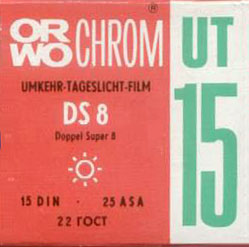 ORWO CHROM ®
UT 15
UMKEHR-TAGESLICHT-FILM
DS 8
Doppel Super 8
15 DIN · 25 ASA
22 ГОСТ